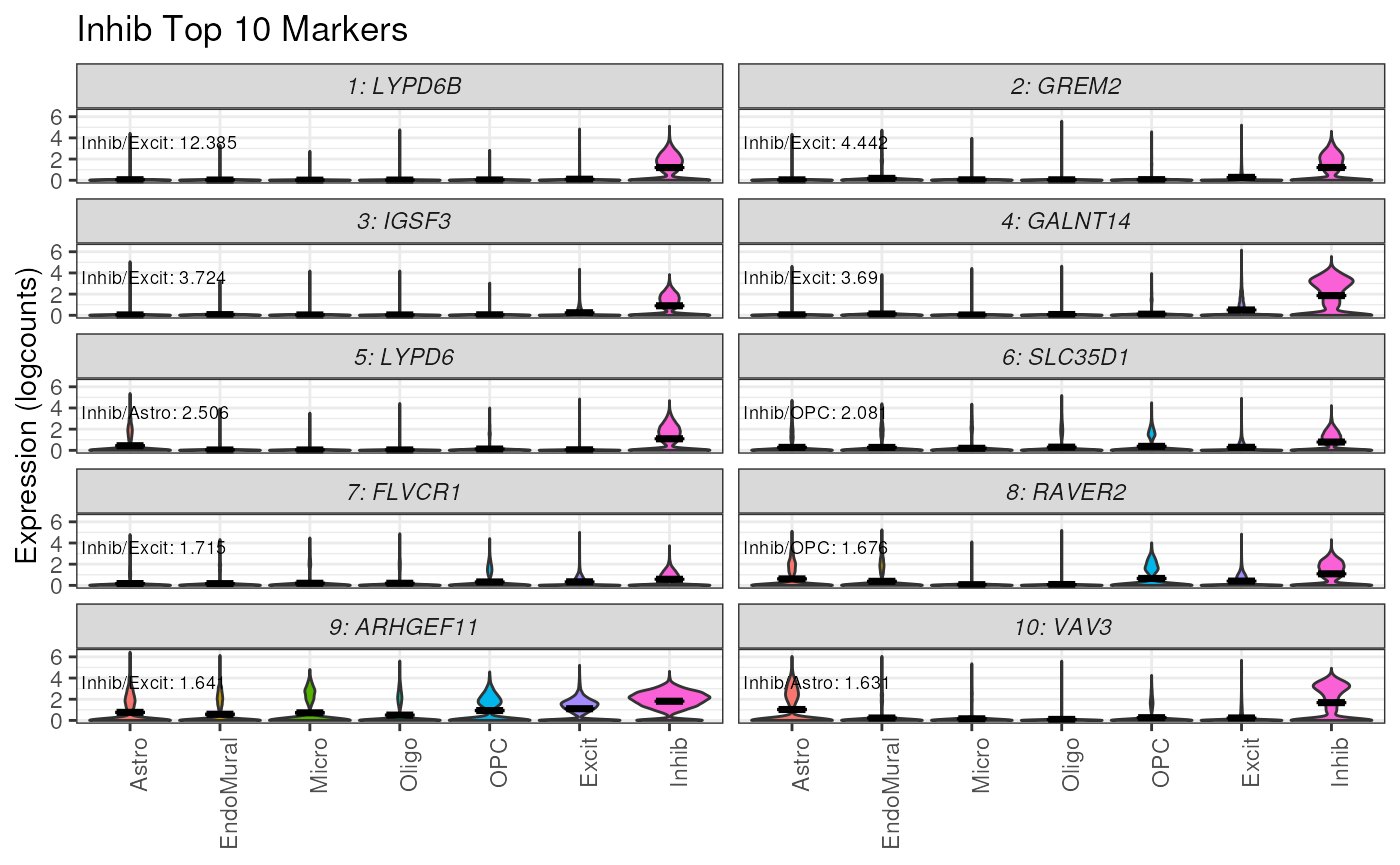 Inhib Top 10 Markers
Expression (logcounts)
1: LYPD6B
2: GREM2
6
4
2
0
Inhib/Excit: 12.385
Inhib/Excit: 4.442
3: IGSF3
4: GALNT14
6
4
2
0
Inhib/Excit: 3.724
Inhib/Excit: 3.69
5: LYPD6
6: SLC35D1
6
4
2
0
Inhib/Astro: 2.506
Inhib/OPC: 2.081
7: FLVCR1
8: RAVER2
6
4
2
0
Inhib/Excit: 1.715
Inhib/OPC: 1.676
9: ARHGEF11
10: VAV3
6
4
2
0
Inhib/Excit: 1.641
Inhib/Astro: 1.631
Astro
EndoMural
Micro
Oligo
OPC
Excit
Inhib
Astro
EndoMural
Micro
Oligo
OPC
Excit
Inhib